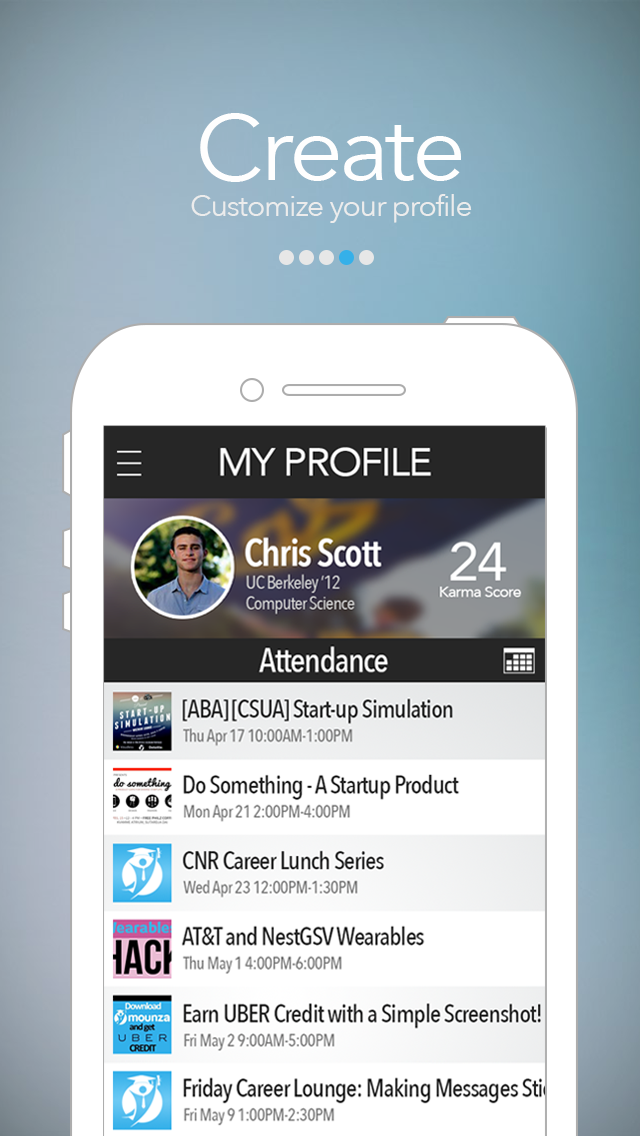 Create
Customize your profile
MY PROFILE
Chris Scott
UC Berkeley '12
Computer Science
24
Karma Score
Attendance
START-UP
SIMULATION
[ABA][CSUA] Start-up Simulation
Thu Apr 17 10:00AM-1:00PM
do something
Do Something - A Startup Product
Mon Apr 21 2:00PM-4:00PM
CNR Career Lunch Series
Wed Apr 23 12:00PM-1:30PM
Wearables
HACK
AT&T and NestGSV Wearables
Thu May 1 4:00PM-6:00PM
Download
mounza
and get
UBER
CREDIT
Earn UBER Credit with a Simple Screenshot!
Fri May 2 9:00AM-5:00PM
Friday Career Lounge: Making Messages Sti
Fri May 9 1:00PM-2:30PM